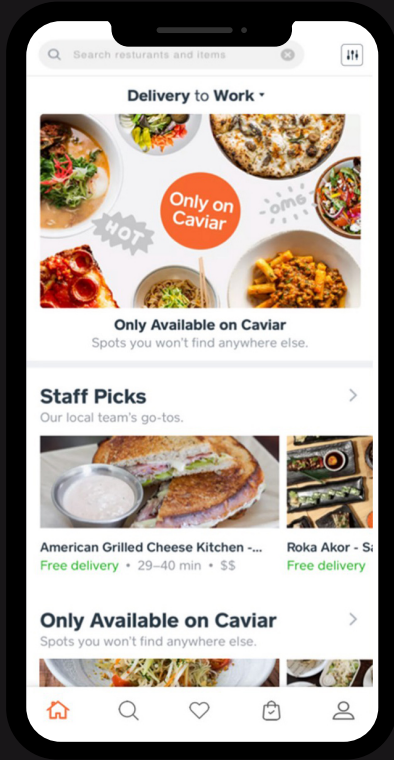 Search resturants and items
Delivery to Work
Only on
Caviar
HOT
omg
Only Available on Caviar
Spots you won't find anywhere else.
Staff Picks
Our local team's go-tos.
American Grilled Cheese Kitchen -...
Roka Akor - Sa
Free delivery • 29–40 min • $$
Free delivery
Only Available on Caviar
Spots you won't find anywhere else.